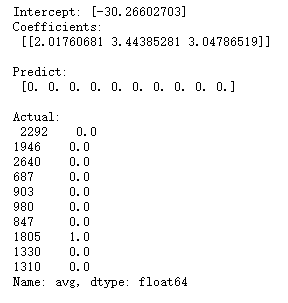 Intercept: [-30.26602703]
Coefficients:
[[2.01760681 3.44385281 3.04786519]]
Predict:
[0. 0. 0. 0. 0. 0. 0. 0. 0. 0.]
Actual:
2292 0.0
1946 0.0
2640 0.0
687 0.0
903 0.0
980 0.0
847 0.0
1805 1.0
1330 0.0
1310 0.0
Name: avg, dtype: float64